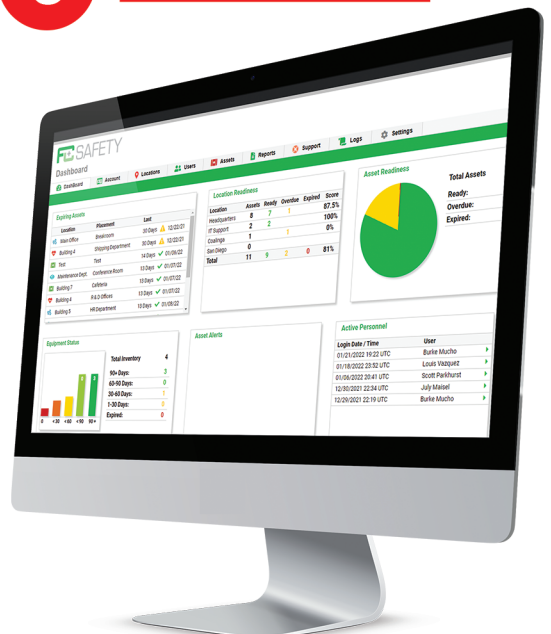 FC SAFETY
Dashboard
Dashboard Account Locations Users Assets Reports Support Logs Settings
Expiring Assets
Location Placement Last
Main Office Breakroom 30 Days 12/22/21
Building 4 Shipping Department 30 Days 12/22/21
Test Test 14 Days 01/06/22
Maintenance Dept. Conference Room 13 Days 01/07/22
Building 7 Cafeteria 13 Days 01/07/22
Building 6 R & D Offices 13 Days 01/07/22
Building 5 HR Department 13 Days 01/08/22
Location Readiness
Location Assets Ready Overdue Expired Score
Headquarters 8 7 1 87.5%
IT Support 2 2 100%
Coalinga 1 1 0%
San Diego 0
Total 11 9 2 0 81%
Asset Readiness
Total Assets
Ready:
Overdue:
Expired:
Equipment Status
Total Inventory 4
90+ Days: 3
60-90 Days: 0
30-60 Days: 1
1-30 Days: 0
Expired: 0
0 <30 <60 <90 90+
Asset Alerts
Active Personnel
Login Date / Time User
01/21/2022 19:22 UTC Burke Mucho
01/18/2022 23:52 UTC Louis Vazquez
01/06/2022 20:41 UTC Scott Parkhurst
12/30/2021 22:34 UTC July Maisel
12/29/2021 22:19 UTC Burke Mucho